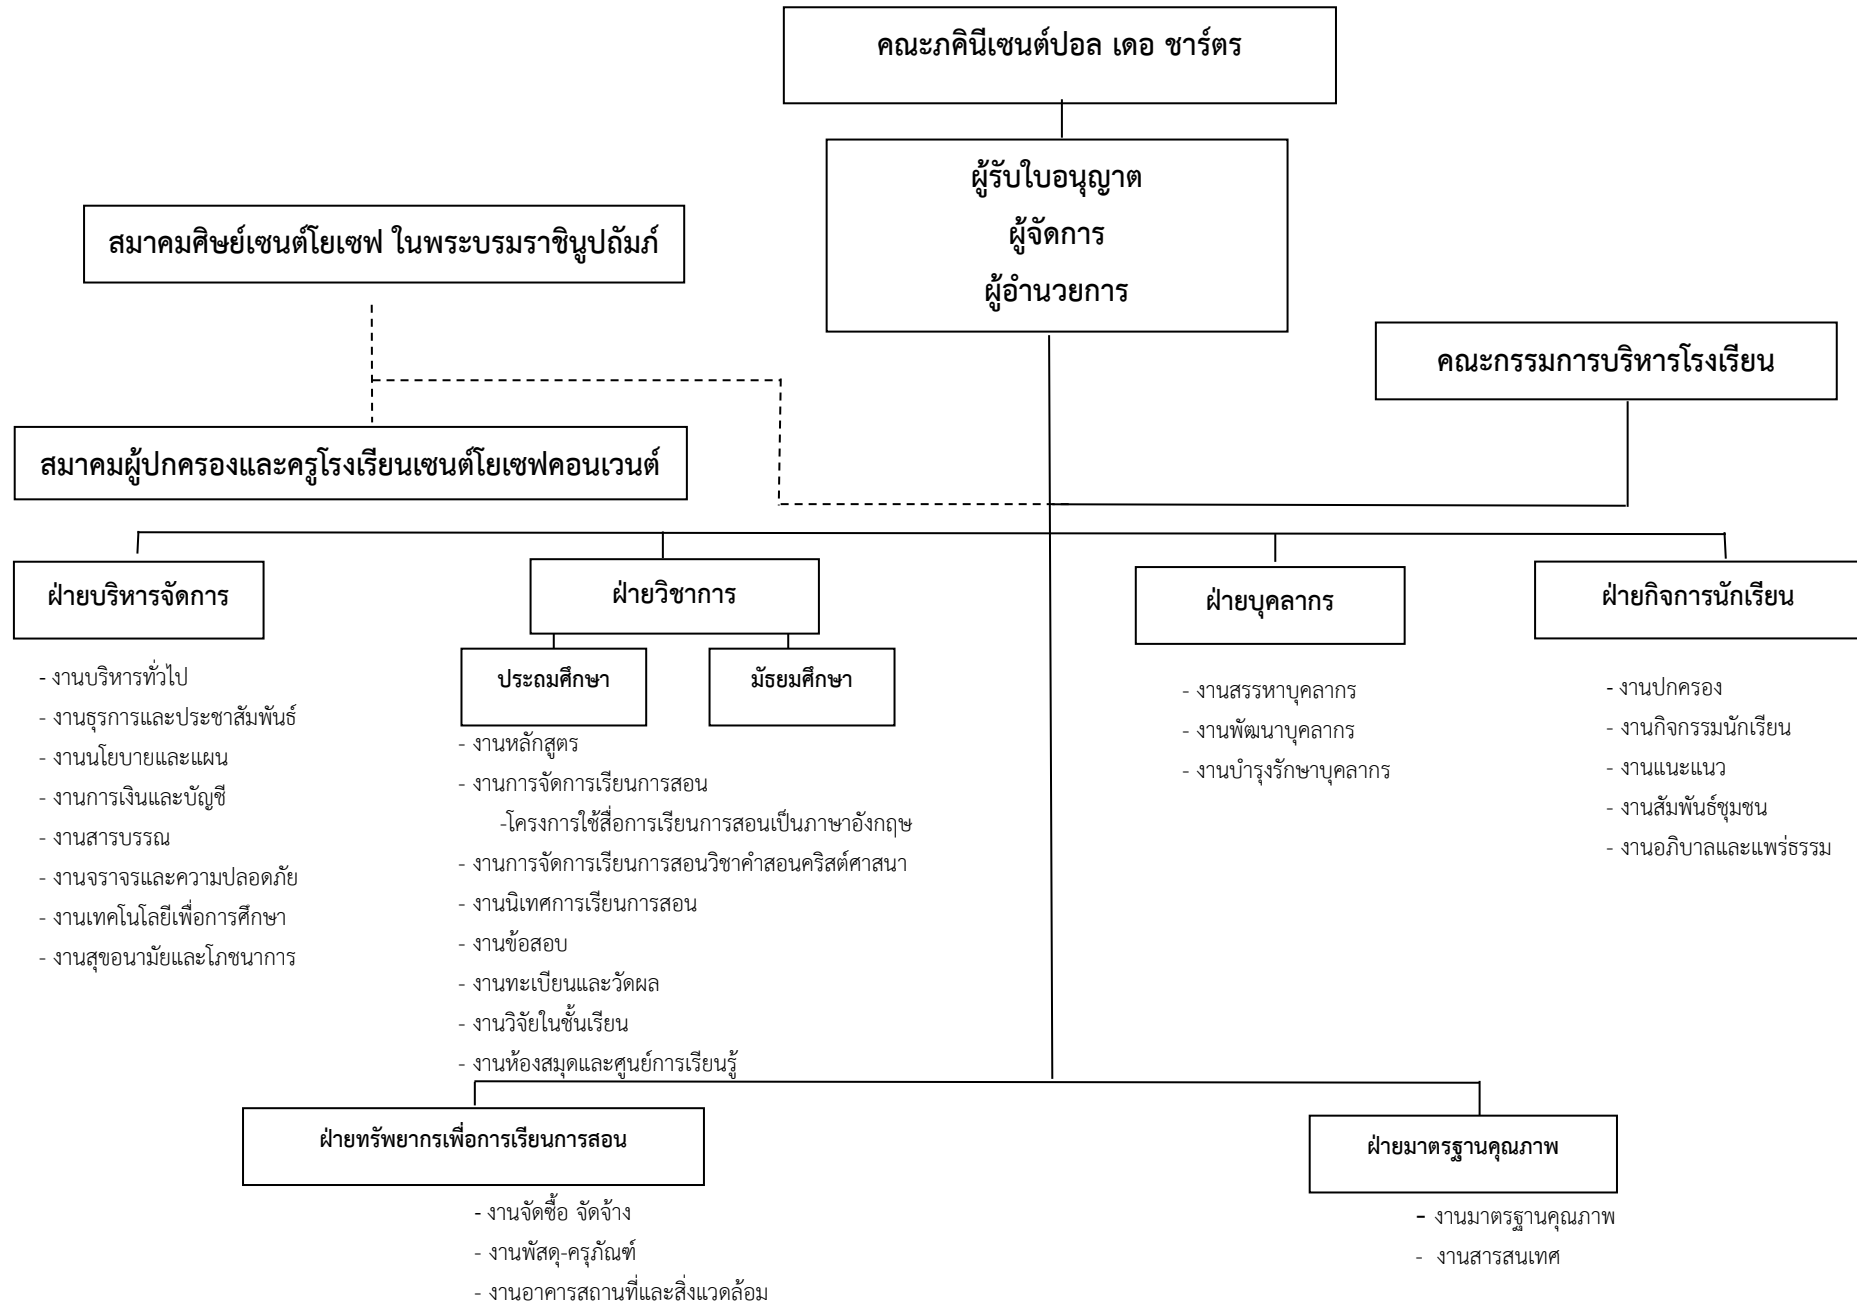 คณะภคินีเซนต์ปอล เดอ ชาร์ตร
ผู้รับใบอนุญาต
ผู้จัดการ
ผู้อำนวยการ
สมาคมศิษย์เซนต์โยเซฟ ในพระบรมราชินูปถัมภ์
คณะกรรมการบริหารโรงเรียน
สมาคมผู้ปกครองและครูโรงเรียนเซนต์โยเซฟคอนเวนต์
ฝ่ายบริหารจัดการ
- งานบริหารทั่วไป
- งานธุรการและประชาสัมพันธ์
- งานนโยบายและแผน
- งานการเงินและบัญชี
- งานสารบรรณ
- งานจราจรและความปลอดภัย
- งานเทคโนโลยีเพื่อการศึกษา
- งานสุขอนามัยและโภชนาการ
ฝ่ายวิชาการ
ประถมศึกษา
มัธยมศึกษา
- งานหลักสูตร
- งานการจัดการเรียนการสอน
-โครงการใช้สื่อการเรียนการสอนเป็นภาษาอังกฤษ
- งานการจัดการเรียนการสอนวิชาคำสอนคริสต์ศาสนา
- งานนิเทศการเรียนการสอน
- งานข้อสอบ
- งานทะเบียนและวัดผล
- งานวิจัยในชั้นเรียน
- งานห้องสมุดและศูนย์การเรียนรู้
ฝ่ายบุคลากร
- งานสรรหาบุคลากร
- งานพัฒนาบุคลากร
- งานบำรุงรักษาบุคลากร
ฝ่ายกิจการนักเรียน
- งานปกครอง
- งานกิจกรรมนักเรียน
- งานแนะแนว
- งานสัมพันธ์ชุมชน
- งานอภิบาลและแพร่ธรรม
ฝ่ายทรัพยากรเพื่อการเรียนการสอน
- งานจัดซื้อ จัดจ้าง
- งานพัสดุ-ครุภัณฑ์
- งานอาคารสถานที่และสิ่งแวดล้อม
ฝ่ายมาตรฐานคุณภาพ
- งานมาตรฐานคุณภาพ
- งานสารสนเทศ